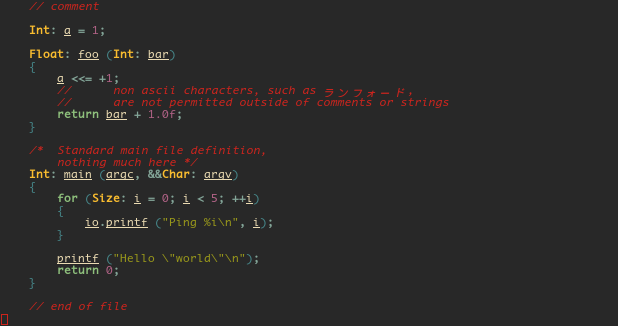 // comment
Int: a = 1;
Float: foo (Int: bar)
{
a <<= +1;
// non ascii characters, such as ランフォード,
// are not permitted outside of comments or strings
return bar + 1.0f;
}
/* Standard main file definition,
nothing much here */
Int: main (argc, &&Char: argv)
{
for (Size: i = 0; i < 5; ++i)
{
io.printf ("Ping %i\n", i);
}
printf ("Hello \"world\"\n");
return 0;
}
// end of file